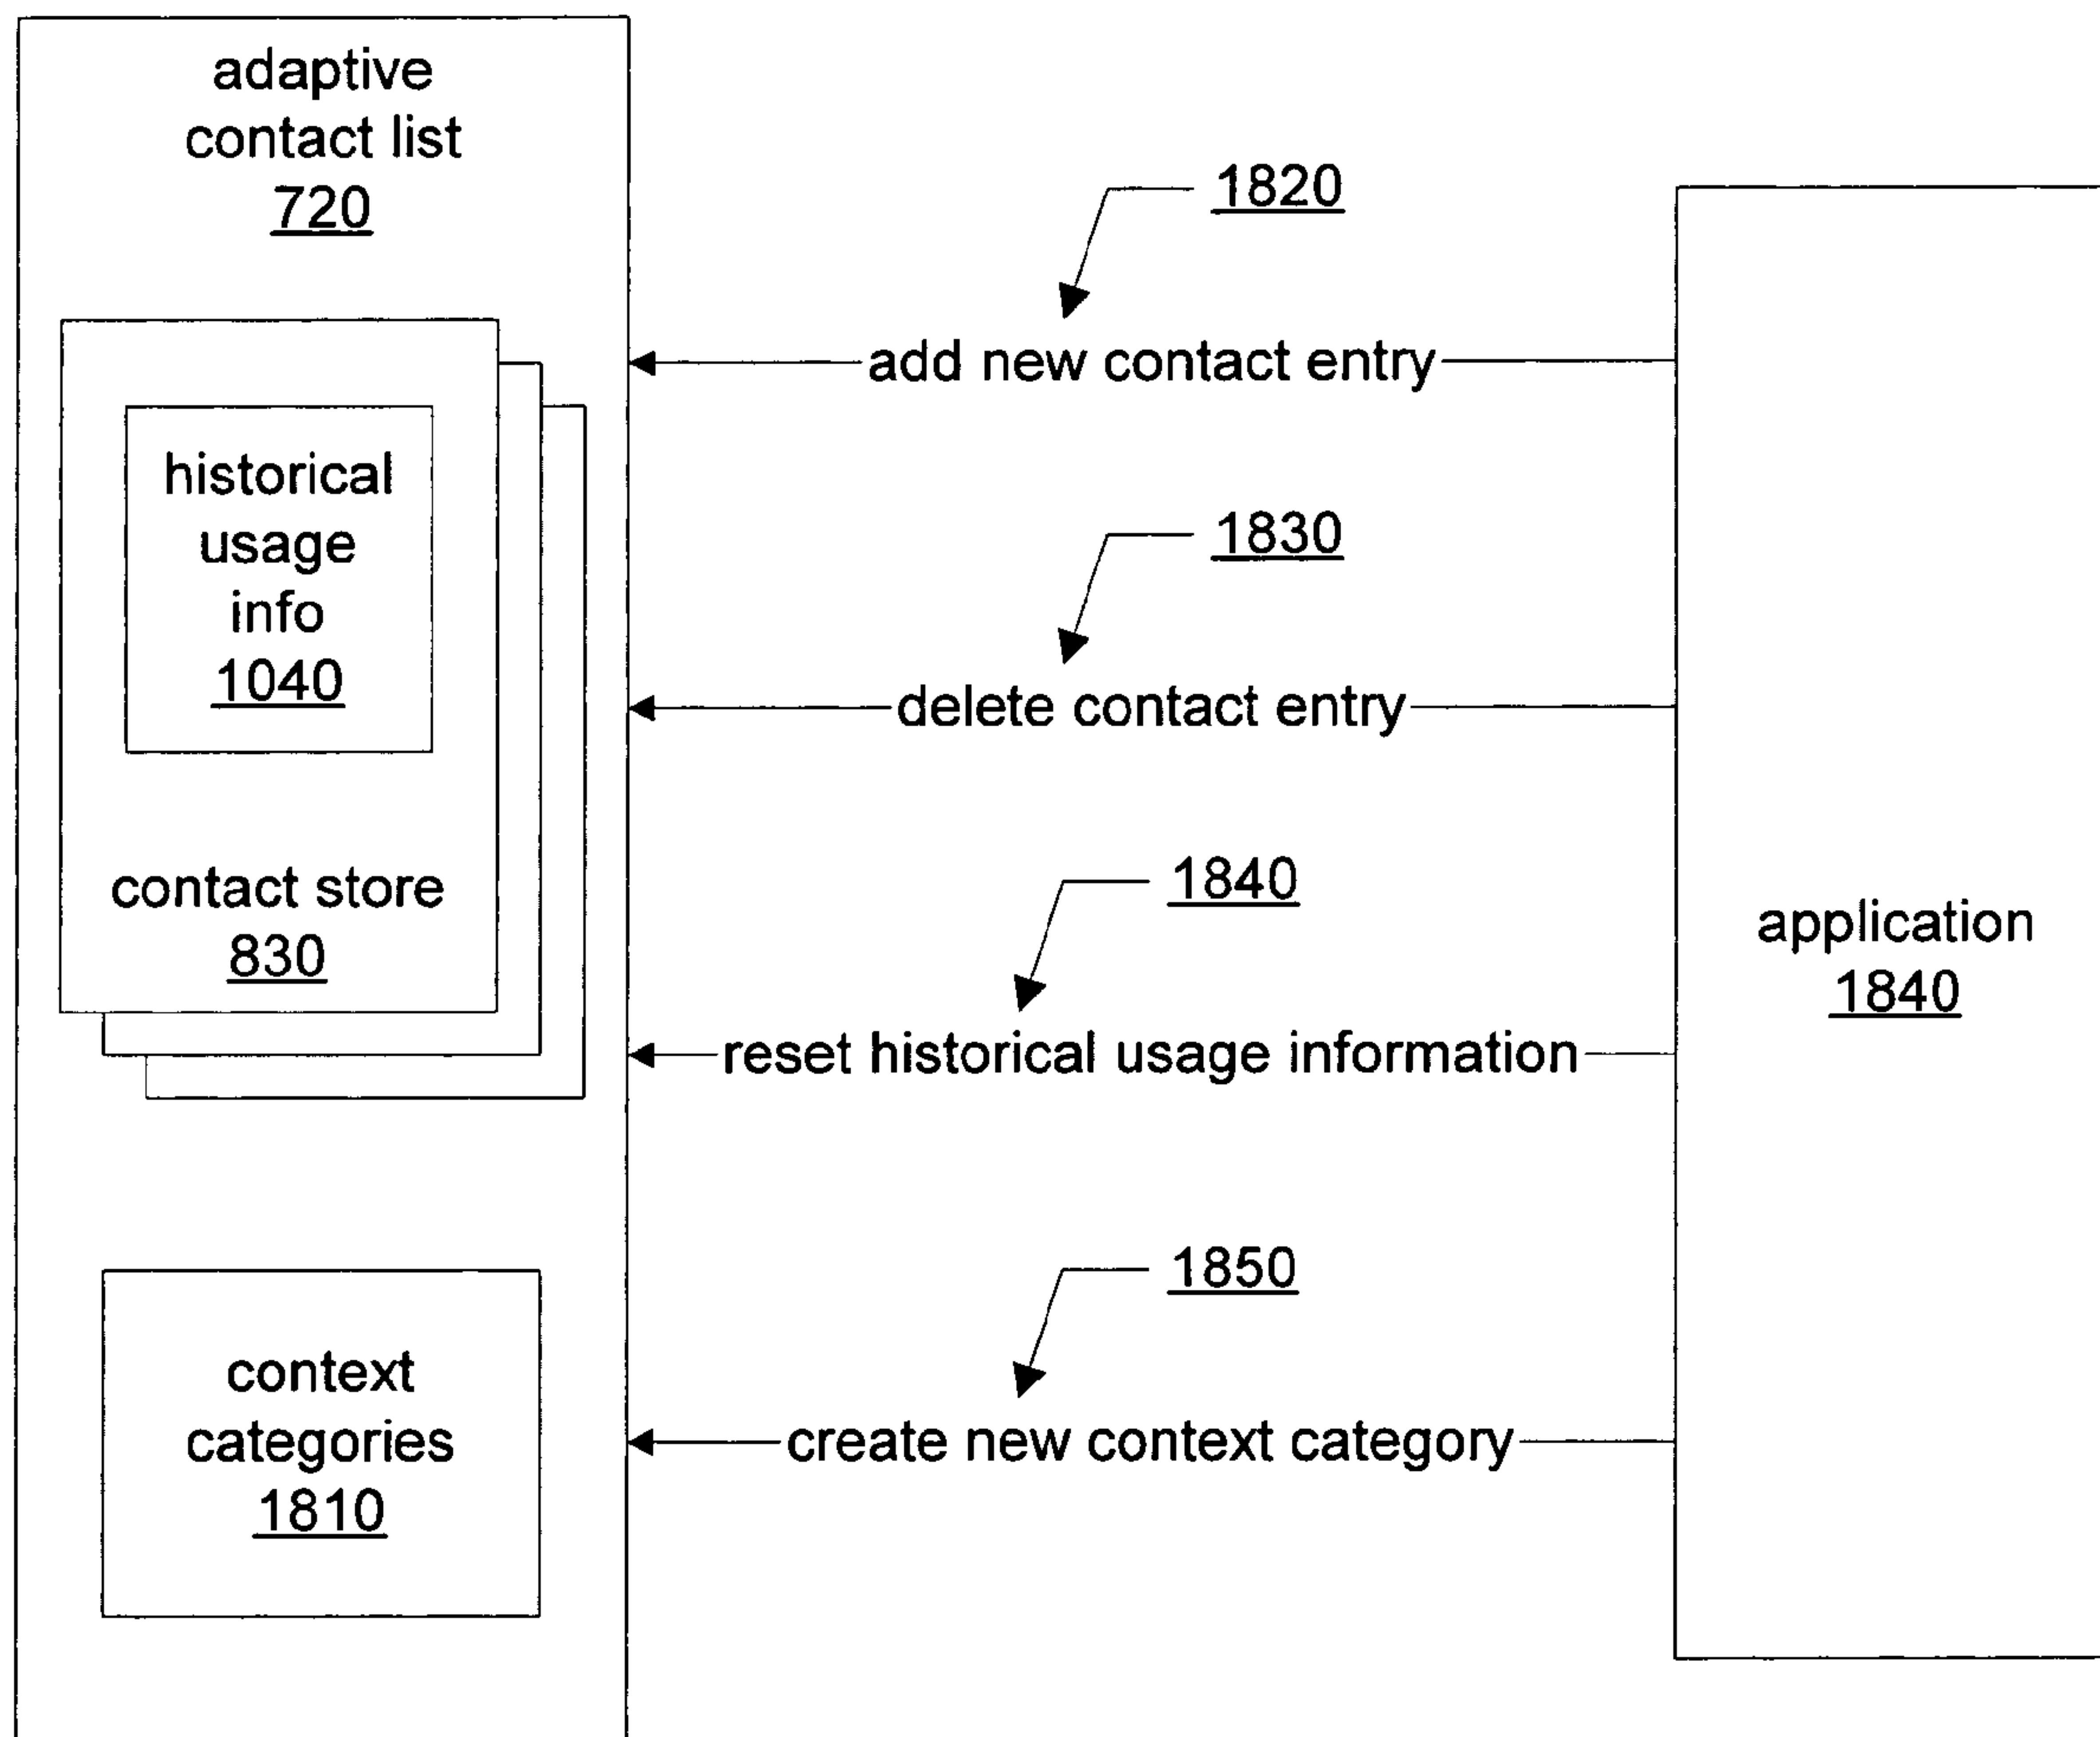 adaptive
contact list
720
historical
usage
info
1040
contact store
830
context
categories
1810
1820
add new contact entry
1830
delete contact entry
1840
reset historical usage information
1850
create new context category
application
1840